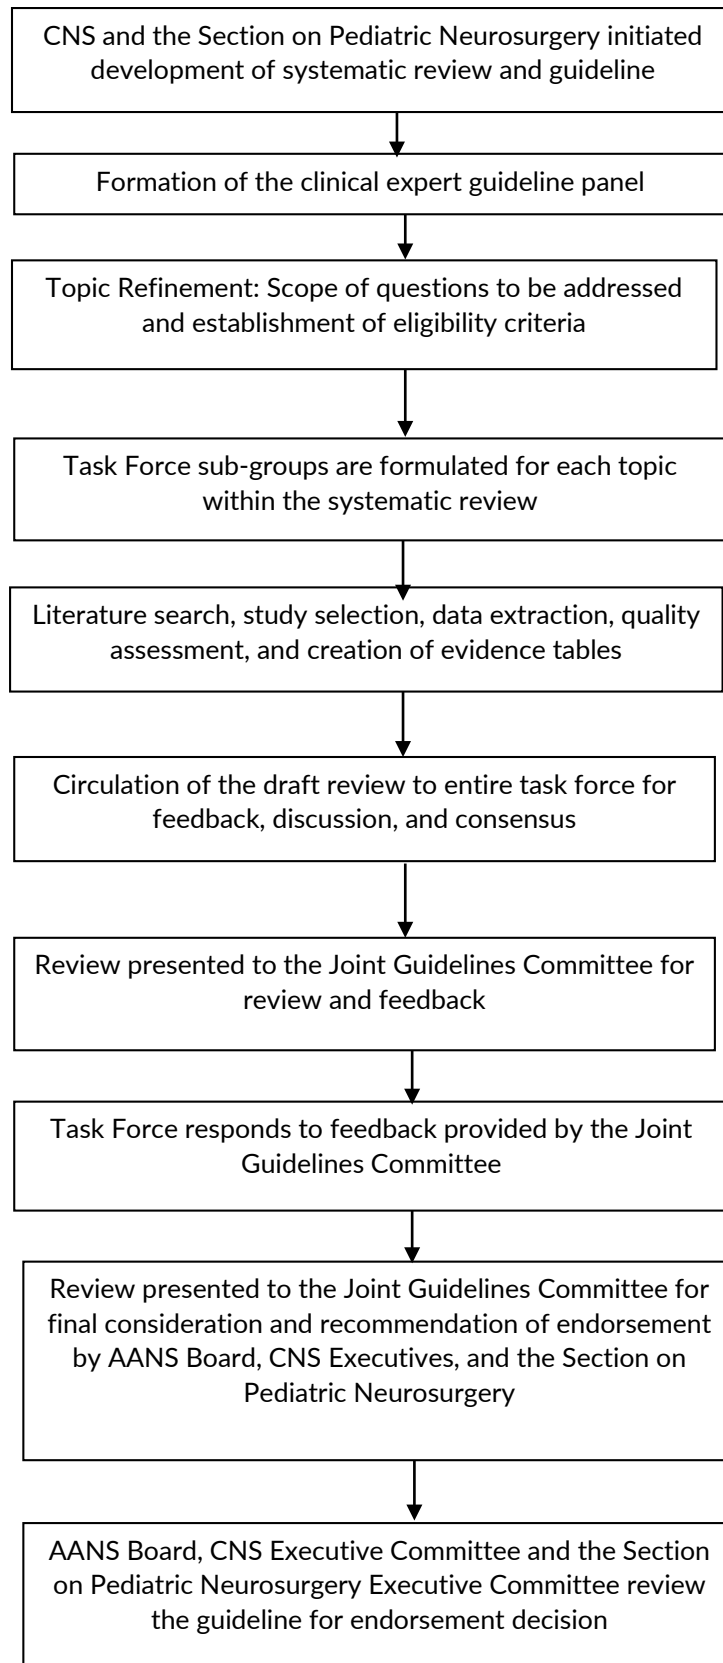 CNS and the Section on Pediatric Neurosurgery initiated
development of systematic review and guideline
Formation of the clinical expert guideline panel
Topic Refinement: Scope of questions to be addressed
and establishment of eligibility criteria
Task Force sub-groups are formulated for each topic
within the systematic review
Literature search, study selection, data extraction, quality
assessment, and creation of evidence tables
Circulation of the draft review to entire task force for
feedback, discussion, and consensus
Review presented to the Joint Guidelines Committee for
review and feedback
Task Force responds to feedback provided by the Joint
Guidelines Committee
Review presented to the Joint Guidelines Committee for
final consideration and recommendation of endorsement
by AANS Board, CNS Executives, and the Section on
Pediatric Neurosurgery
AANS Board, CNS Executive Committee and the Section
on Pediatric Neurosurgery Executive Committee review
the guideline for endorsement decision